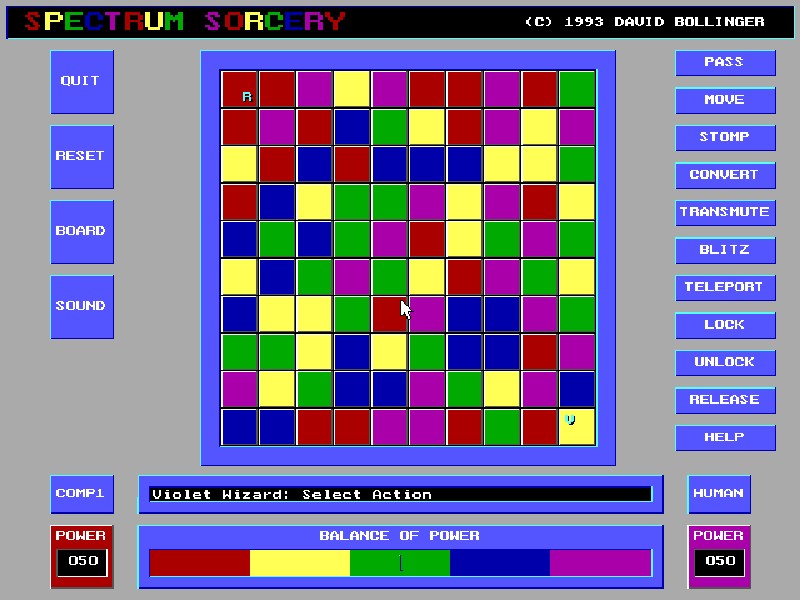 SPECTRUM SORCERY
(C) 1993 DAVID BOLLINGER
QUIT
RESET
BOARD
SOUND
R
V
PASS
MOVE
STOMP
CONVERT
TRANSMUTE
BLITZ
TELEPORT
LOCK
UNLOCK
RELEASE
HELP
COMP1
Violet Wizard: Select Action
HUMAN
POWER
050
BALANCE OF POWER
POWER
050